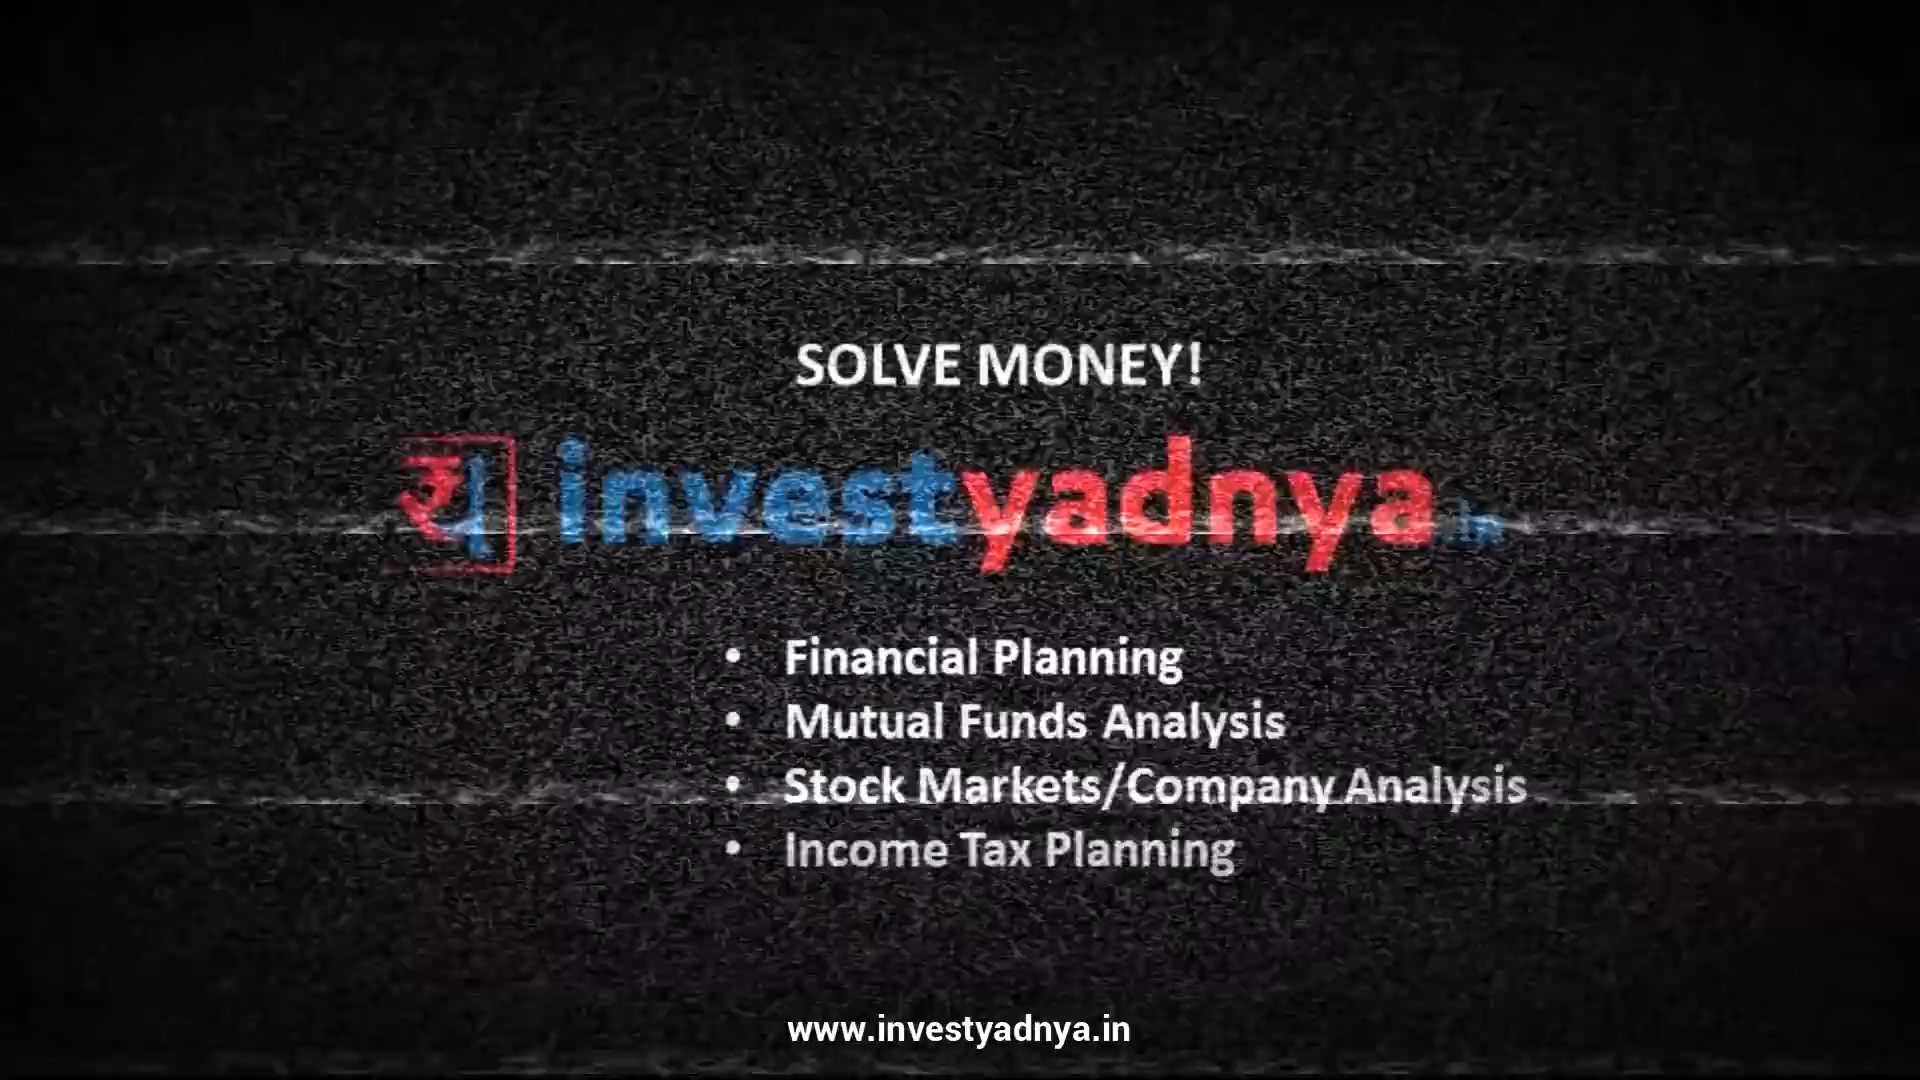 SOLVE MONEY!
य investyadnya.in
• Financial Planning
• Mutual Funds Analysis
• Stock Markets/Company Analysis
• Income Tax Planning
www.investyadnya.in